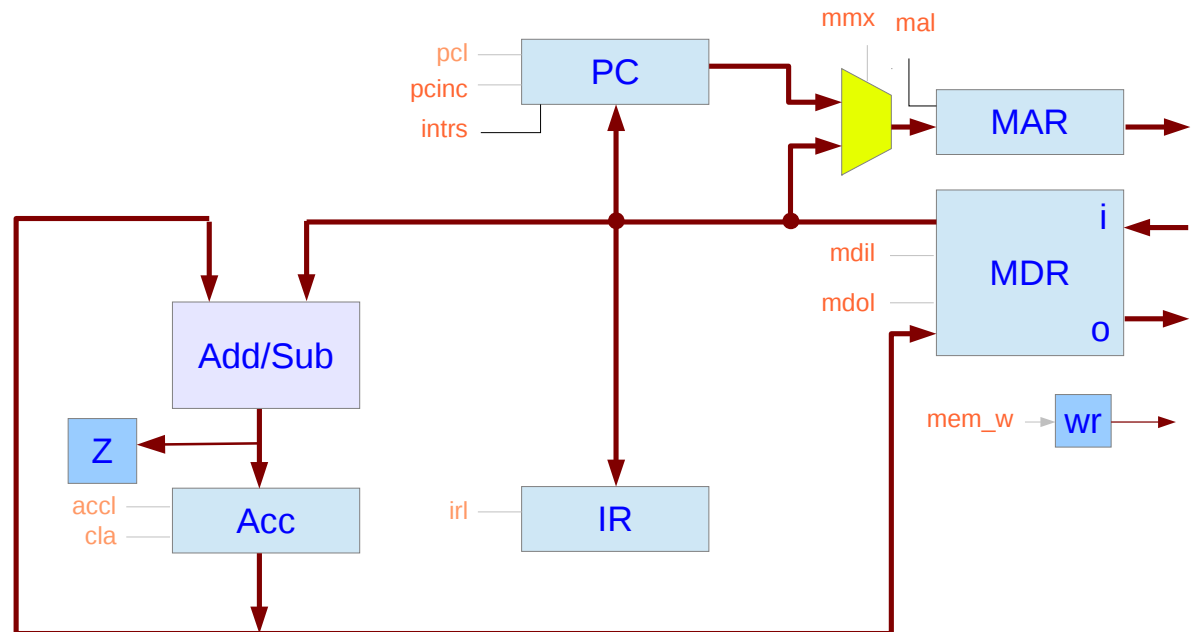 mmx
mal
pcl
PC
pcinc
intrs
MAR
i
mdil
MDR
mdol
o
Add/Sub
mem_w
wr
Z
accl
Acc
cla
irl
IR